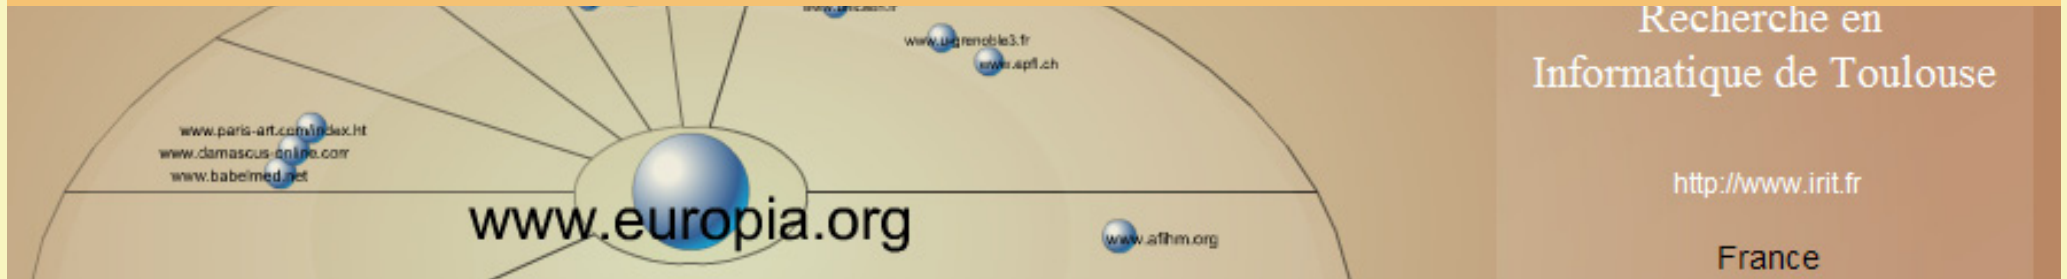 www.u-grenoble3.fr
www.epfl.ch
www.paris-art.com/index.ht
www.damascus-online.com
www.babelmed.net
www.europia.org
www.afihm.org
Recherche en
Informatique de Toulouse
http://www.irit.fr
France